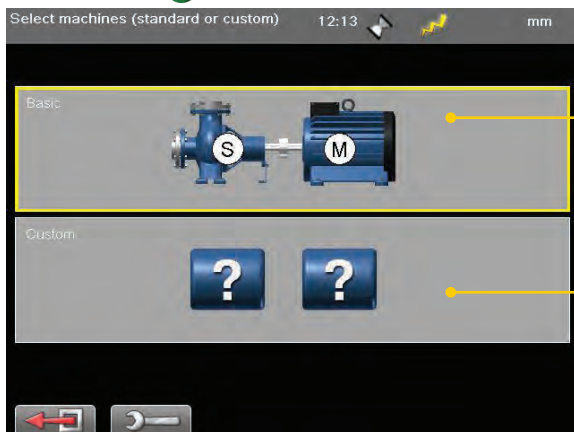 Select machines (standard or custom) 12:13 mm
Basic
S M
Custom
? ?